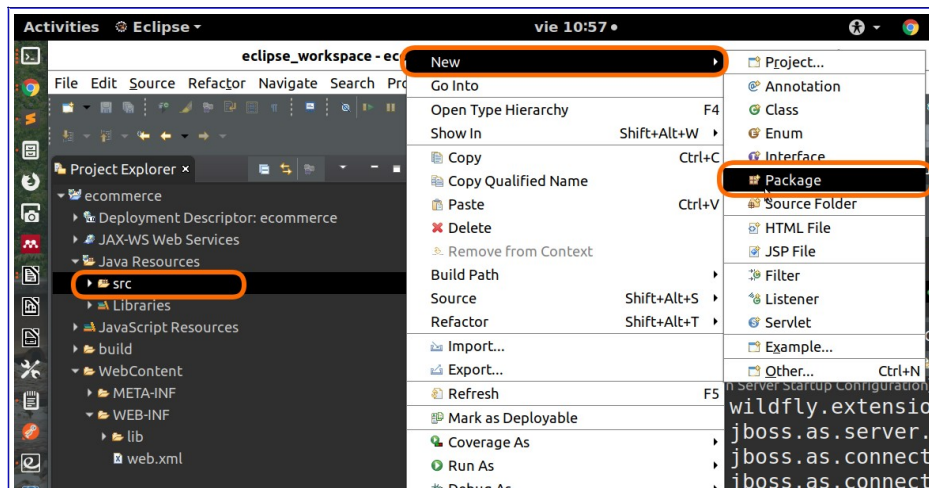 Activities Eclipse vie 10:57
eclipse_workspace - ec
File Edit Source Refactor Navigate Search Pro
Project Explorer
ecommerce
Deployment Descriptor: ecommerce
JAX-WS Web Services
Java Resources
src
Libraries
JavaScript Resources
build
WebContent
META-INF
WEB-INF
lib
web.xml
New
Go Into
Open Type Hierarchy F4
Show In Shift+Alt+W
Copy Ctrl+C
Copy Qualified Name
Paste Ctrl+V
Delete
Remove from Context
Build Path
Source Shift+Alt+S
Refactor Shift+Alt+T
Import...
Export...
Refresh F5
Mark as Deployable
Coverage As
Run As
Debug As
Project...
Annotation
Class
Enum
Interface
Package
Source Folder
HTML File
JSP File
Filter
Listener
Servlet
Example...
Other... Ctrl+N
n Server Startup Configuration
wildfly.extensio
jboss.as.server.
jboss.as.connect
jboss.as.connect